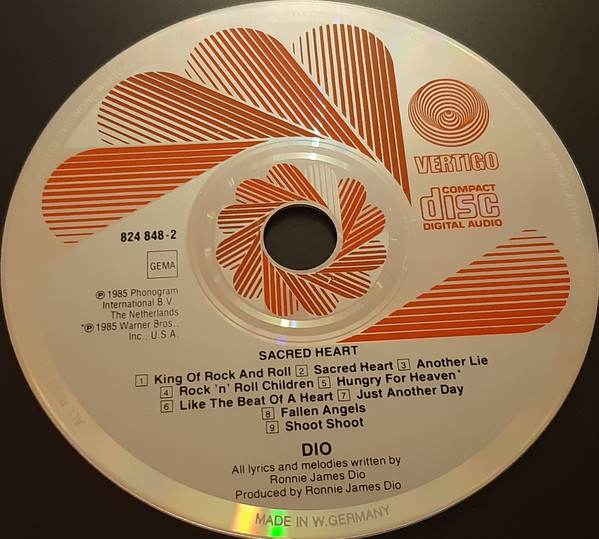 VERTIGO
COMPACT
disc
DIGITAL AUDIO
824 848-2
GEMA
℗ 1985 Phonogram
International B.V.
The Netherlands
*℗ 1985 Warner Bros.,
Inc., U.S.A.
SACRED HEART
1 King Of Rock And Roll 2 Sacred Heart 3 Another Lie
4 Rock 'n' Roll Children 5 Hungry For Heaven*
6 Like The Beat Of A Heart 7 Just Another Day
8 Fallen Angels
9 Shoot Shoot
DIO
All lyrics and melodies written by
Ronnie James Dio
Produced by Ronnie James Dio
MADE IN W. GERMANY